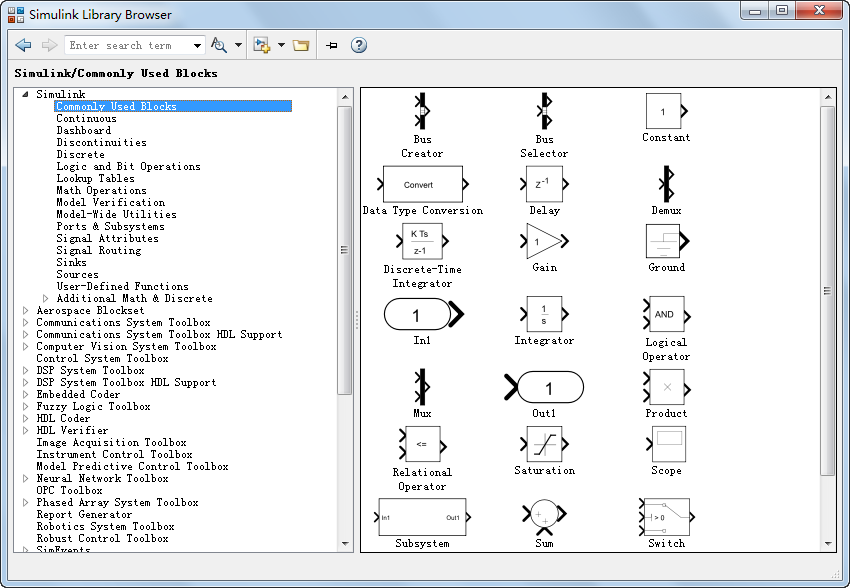 Simulink Library Browser
Enter search term
Simulink/Commonly Used Blocks
Simulink
Commonly Used Blocks
Continuous
Dashboard
Discontinuities
Discrete
Logic and Bit Operations
Lookup Tables
Math Operations
Model Verification
Model-Wide Utilities
Ports & Subsystems
Signal Attributes
Signal Routing
Sinks
Sources
User-Defined Functions
Additional Math & Discrete
Aerospace Blockset
Communications System Toolbox
Communications System Toolbox HDL Support
Computer Vision System Toolbox
Control System Toolbox
DSP System Toolbox
DSP System Toolbox HDL Support
Embedded Coder
Fuzzy Logic Toolbox
HDL Coder
HDL Verifier
Image Acquisition Toolbox
Instrument Control Toolbox
Model Predictive Control Toolbox
Neural Network Toolbox
OPC Toolbox
Phased Array System Toolbox
Report Generator
Robotics System Toolbox
Robust Control Toolbox
SimEvents
Bus
Creator
Bus
Selector
1
Constant
Convert
Data Type Conversion
z-1
Delay
Demux
K Ts
z-1
Discrete-Time
Integrator
1
Gain
Ground
1
In1
1
s
Integrator
AND
Logical
Operator
Mux
1
Out1
×
Product
<=
Relational
Operator
Saturation
Scope
In1 Out1
Subsystem
+
+
Sum
> 0
Switch